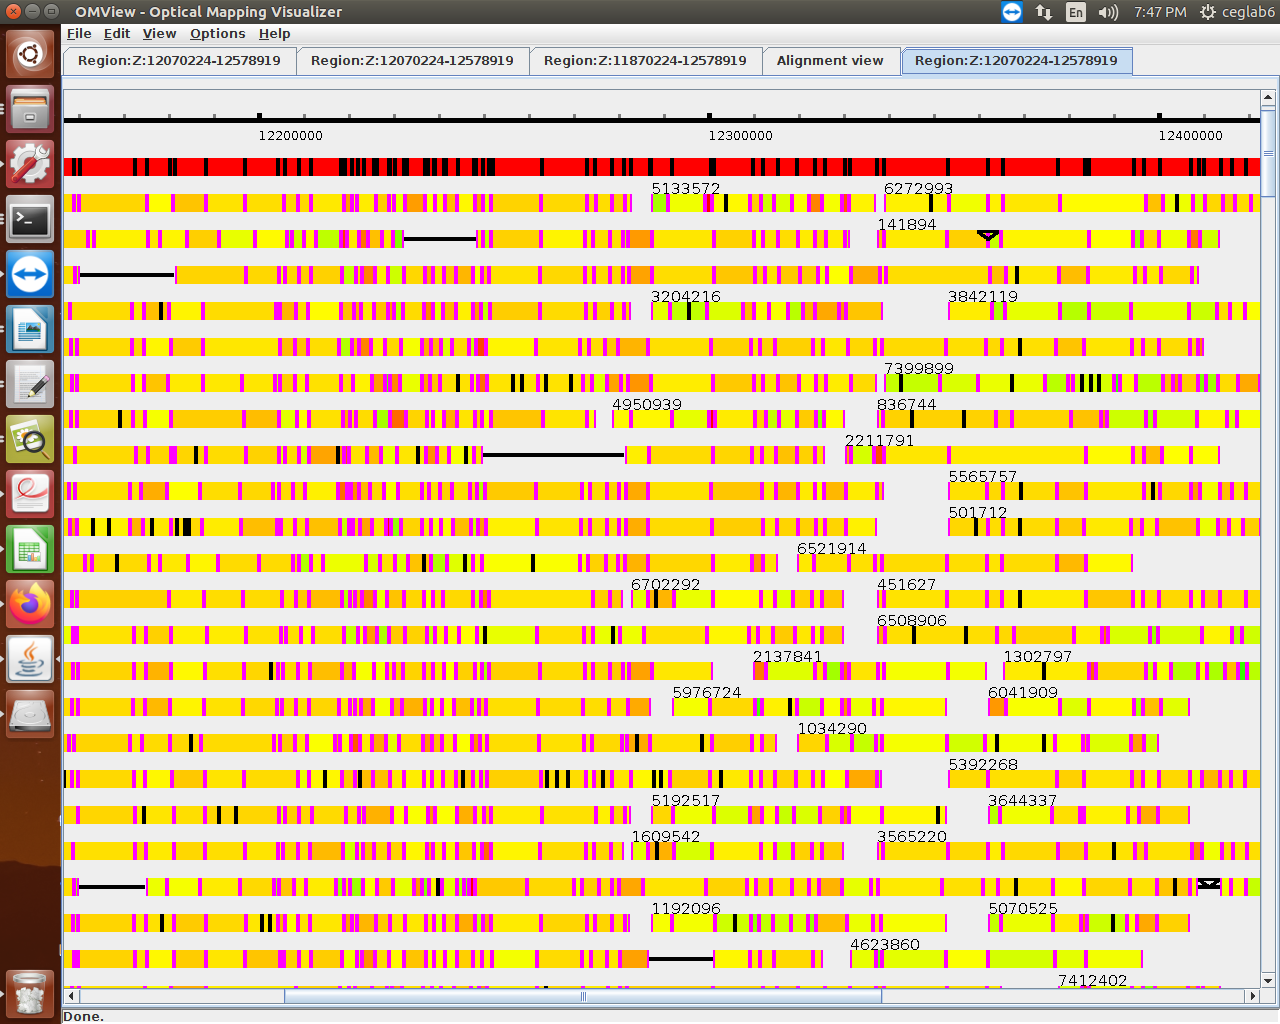 OMView - Optical Mapping Visualizer
En
7:47 PM
ceglab6
File Edit View Options Help
Region:Z:12070224-12578919 Region:Z:12070224-12578919 Region:Z:11870224-12578919 Alignment view Region:Z:12070224-12578919
12200000 12300000 12400000
5133572 6272993
141894
3204216 3842119
7399899
4950939 836744
2211791
5565757
501712
6521914
6702292 451627
6508906
2137841 1302797
5976724 6041909
1034290
5392268
5192517 3644337
1609542 3565220
1192096 5070525
4623860
7412402
Done.